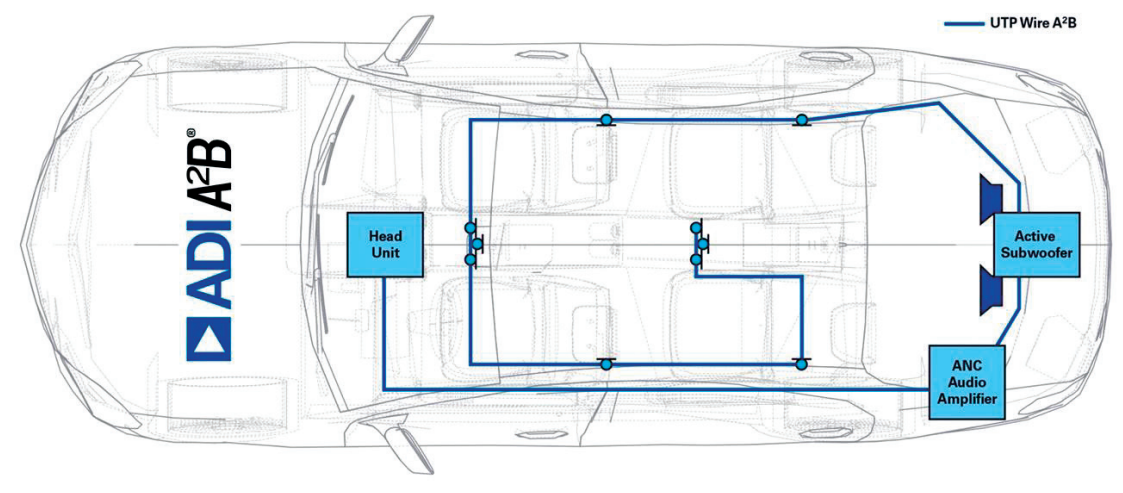 UTP Wire A²B
ADI A²B®
Head
Unit
Active
Subwoofer
ANC
Audio
Amplifier